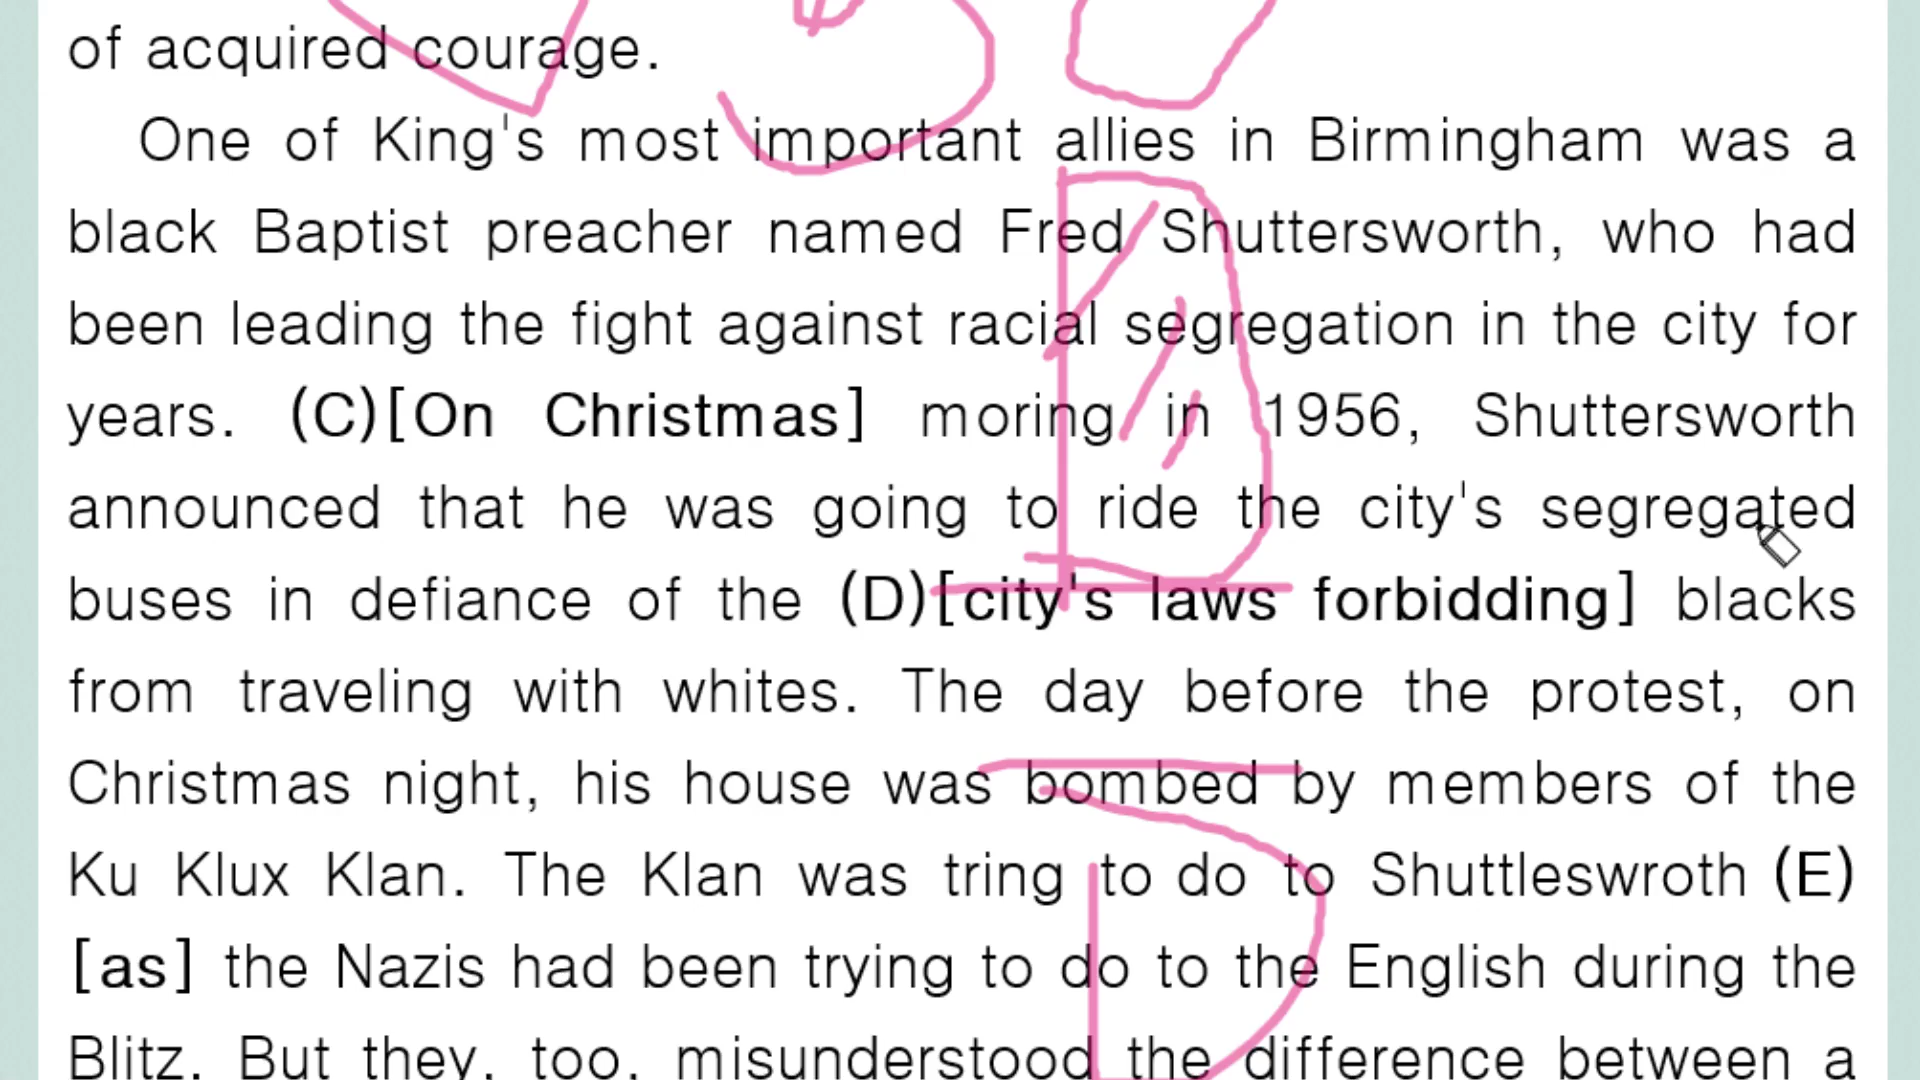 of acquired courage.
One of King's most important allies in Birmingham was a
black Baptist preacher named Fred Shuttersworth, who had
been leading the fight against racial segregation in the city for
years. (C)[On Christmas] moring in 1956, Shuttersworth
announced that he was going to ride the city's segregated
buses in defiance of the (D)[city's laws forbidding] blacks
from traveling with whites. The day before the protest, on
Christmas night, his house was bombed by members of the
Ku Klux Klan. The Klan was tring to do to Shuttleswroth (E)
[as] the Nazis had been trying to do to the English during the
Blitz. But they, too, misunderstood the difference between a